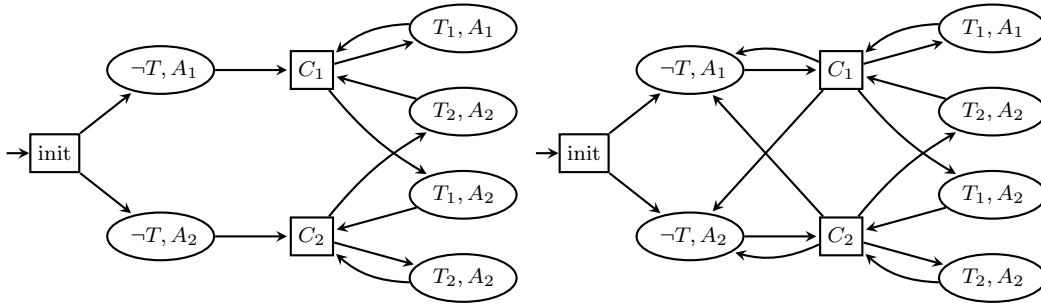 T₁, A₁
¬T, A₁
C₁
T₂, A₂
init
T₁, A₂
¬T, A₂
C₂
T₂, A₂
T₁, A₁
¬T, A₁
C₁
T₂, A₂
init
T₁, A₂
¬T, A₂
C₂
T₂, A₂